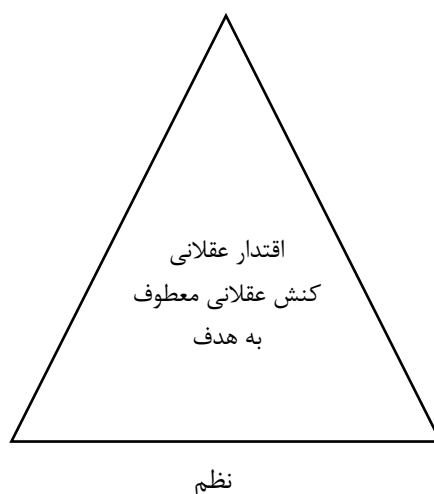 اقتدار عقلانی
کنش عقلانی معطوف
به هدف
نظم